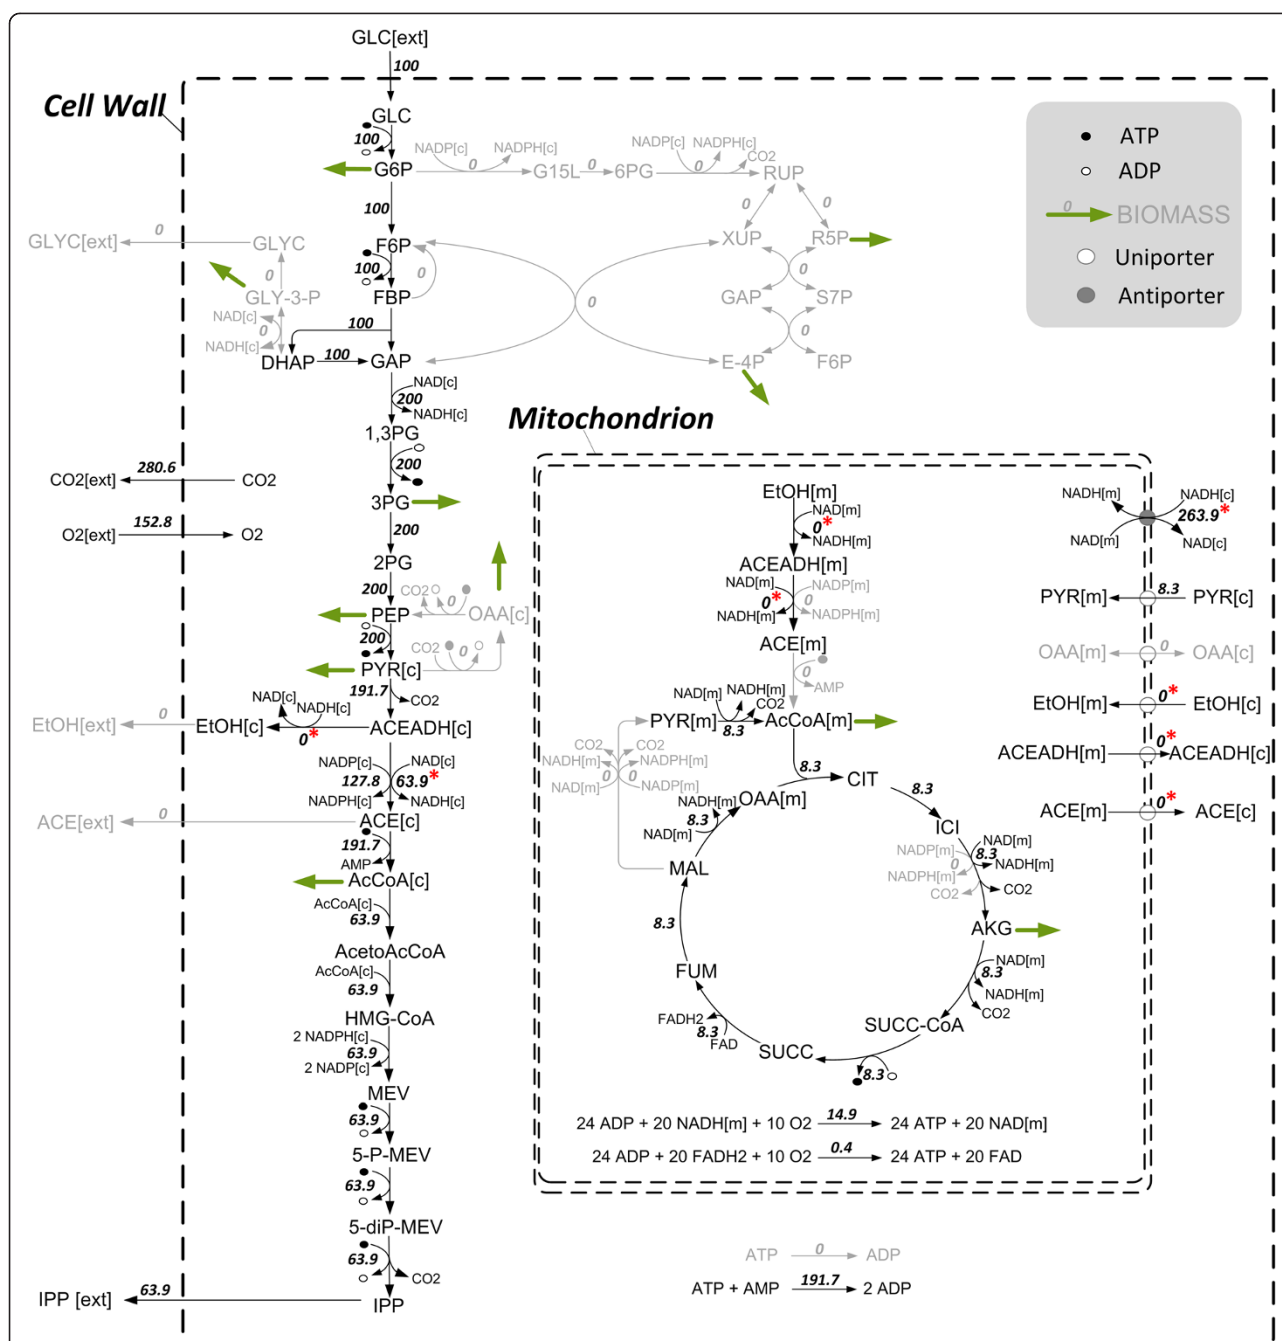 GLC[ext]
100
Cell Wall
GLC
100
G6P
NADP[c]
NADPH[c]
0
G15L
0
6PG
NADP[c]
NADPH[c]
CO2
0
RUP
ATP
ADP
0
BIOMASS
Uniporter
Antiporter
100
0
0
GLYC[ext]
0
GLYC
F6P
XUP
R5P
0
100
0
0
GLY-3-P
FBP
0
GAP
S7P
NAD[c]
0
NADH[c]
100
0
DHAP
100
GAP
E-4P
F6P
NAD[c]
200
NADH[c]
Mitochondrion
1,3PG
200
CO2[ext]
280.6
CO2
3PG
O2[ext]
152.8
O2
200
2PG
200
PEP
CO2
0
OAA[c]
200
PYR[c]
CO2
0
191.7
CO2
EtOH[ext]
0
EtOH[c]
NAD[c]
NADH[c]
0*
ACEADH[c]
NADP[c]
NAD[c]
127.8
63.9*
NADPH[c]
NADH[c]
ACE[ext]
0
ACE[c]
191.7
AMP
AcCoA[c]
AcCoA[c]
63.9
AcetoAcCoA
AcCoA[c]
63.9
HMG-CoA
2 NADPH[c]
63.9
2 NADP[c]
MEV
63.9
5-P-MEV
63.9
5-diP-MEV
63.9
CO2
IPP [ext]
63.9
IPP
EtOH[m]
NAD[m]
0*
NADH[m]
ACEADH[m]
NAD[m]
NADP[m]
0*
0
NADH[m]
NADPH[m]
ACE[m]
0
AMP
PYR[m]
NAD[m]
NADH[m]
CO2
8.3
AcCoA[m]
CO2
CO2
NADH[m]
NADPH[m]
0
0
NAD[m]
NADP[m]
8.3
CIT
OAA[m]
8.3
NADH[m]
8.3
NAD[m]
ICI
NADP[m]
NAD[m]
0
8.3
NADH[m]
NADPH[m]
CO2
CO2
MAL
8.3
AKG
NAD[m]
8.3
NADH[m]
CO2
FUM
FADH2
8.3
FAD
SUCC
SUCC-CoA
8.3
24 ADP + 20 NADH[m] + 10 O2 14.9 24 ATP + 20 NAD[m]
24 ADP + 20 FADH2 + 10 O2 0.4 24 ATP + 20 FAD
NADH[m]
NADH[c]
263.9*
NAD[m]
NAD[c]
PYR[m]
8.3
PYR[c]
OAA[m]
0
OAA[c]
EtOH[m]
0*
EtOH[c]
ACEADH[m]
0*
ACEADH[c]
ACE[m]
0*
ACE[c]
ATP 0 ADP
ATP + AMP 191.7 2 ADP